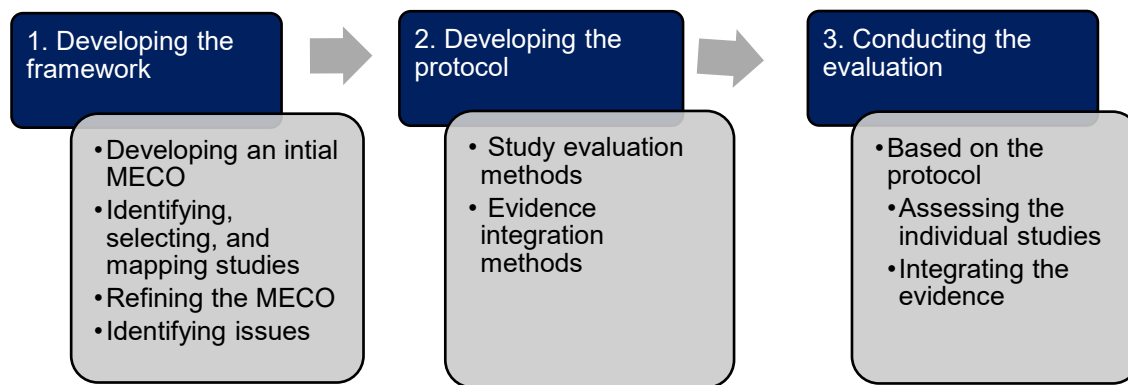 1. Developing the
framework
•Developing an intial
MECO
•Identifying,
selecting, and
mapping studies
•Refining the MECO
•Identifying issues
2. Developing the
protocol
• Study evaluation
methods
• Evidence
integration
methods
3. Conducting the
evaluation
•Based on the
protocol
•Assessing the
individual studies
•Integrating the
evidence